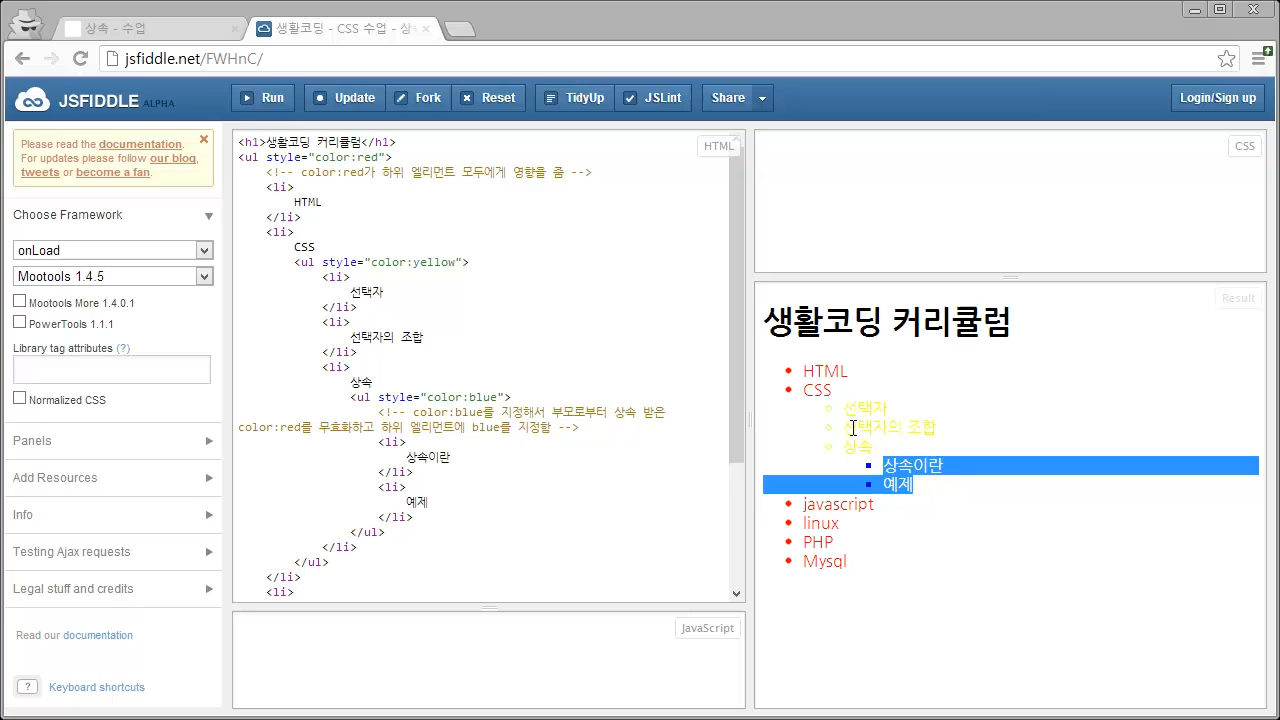 상속 - 수업
생활코딩 - CSS 수업 - 상속
jsfiddle.net/FWHnC/
JSFIDDLE ALPHA
Run
Update
Fork
Reset
TidyUp
JSLint
Share
Login/Sign up
Please read the documentation.
For updates please follow our blog,
tweets or become a fan.
Choose Framework
onLoad
Mootools 1.4.5
Mootools More 1.4.0.1
PowerTools 1.1.1
Library tag attributes (?)
Normalized CSS
Panels
Add Resources
Info
Testing Ajax requests
Legal stuff and credits
Read our documentation
? Keyboard shortcuts
HTML
<h1>생활코딩 커리큘럼</h1>
<ul style="color:red">
<!-- color:red가 하위 엘리먼트 모두에게 영향을 줌 -->
<li>
HTML
</li>
<li>
CSS
<ul style="color:yellow">
<li>
선택자
</li>
<li>
선택자의 조합
</li>
<li>
상속
<ul style="color:blue">
<!-- color:blue를 지정해서 부모로부터 상속 받은
color:red를 무효화하고 하위 엘리먼트에 blue를 지정함 -->
<li>
상속이란
</li>
<li>
예제
</li>
</ul>
</li>
</ul>
</li>
<li>
JavaScript
CSS
Result
생활코딩 커리큘럼
HTML
CSS
선택자
선택자의 조합
상속
상속이란
예제
javascript
linux
PHP
Mysql